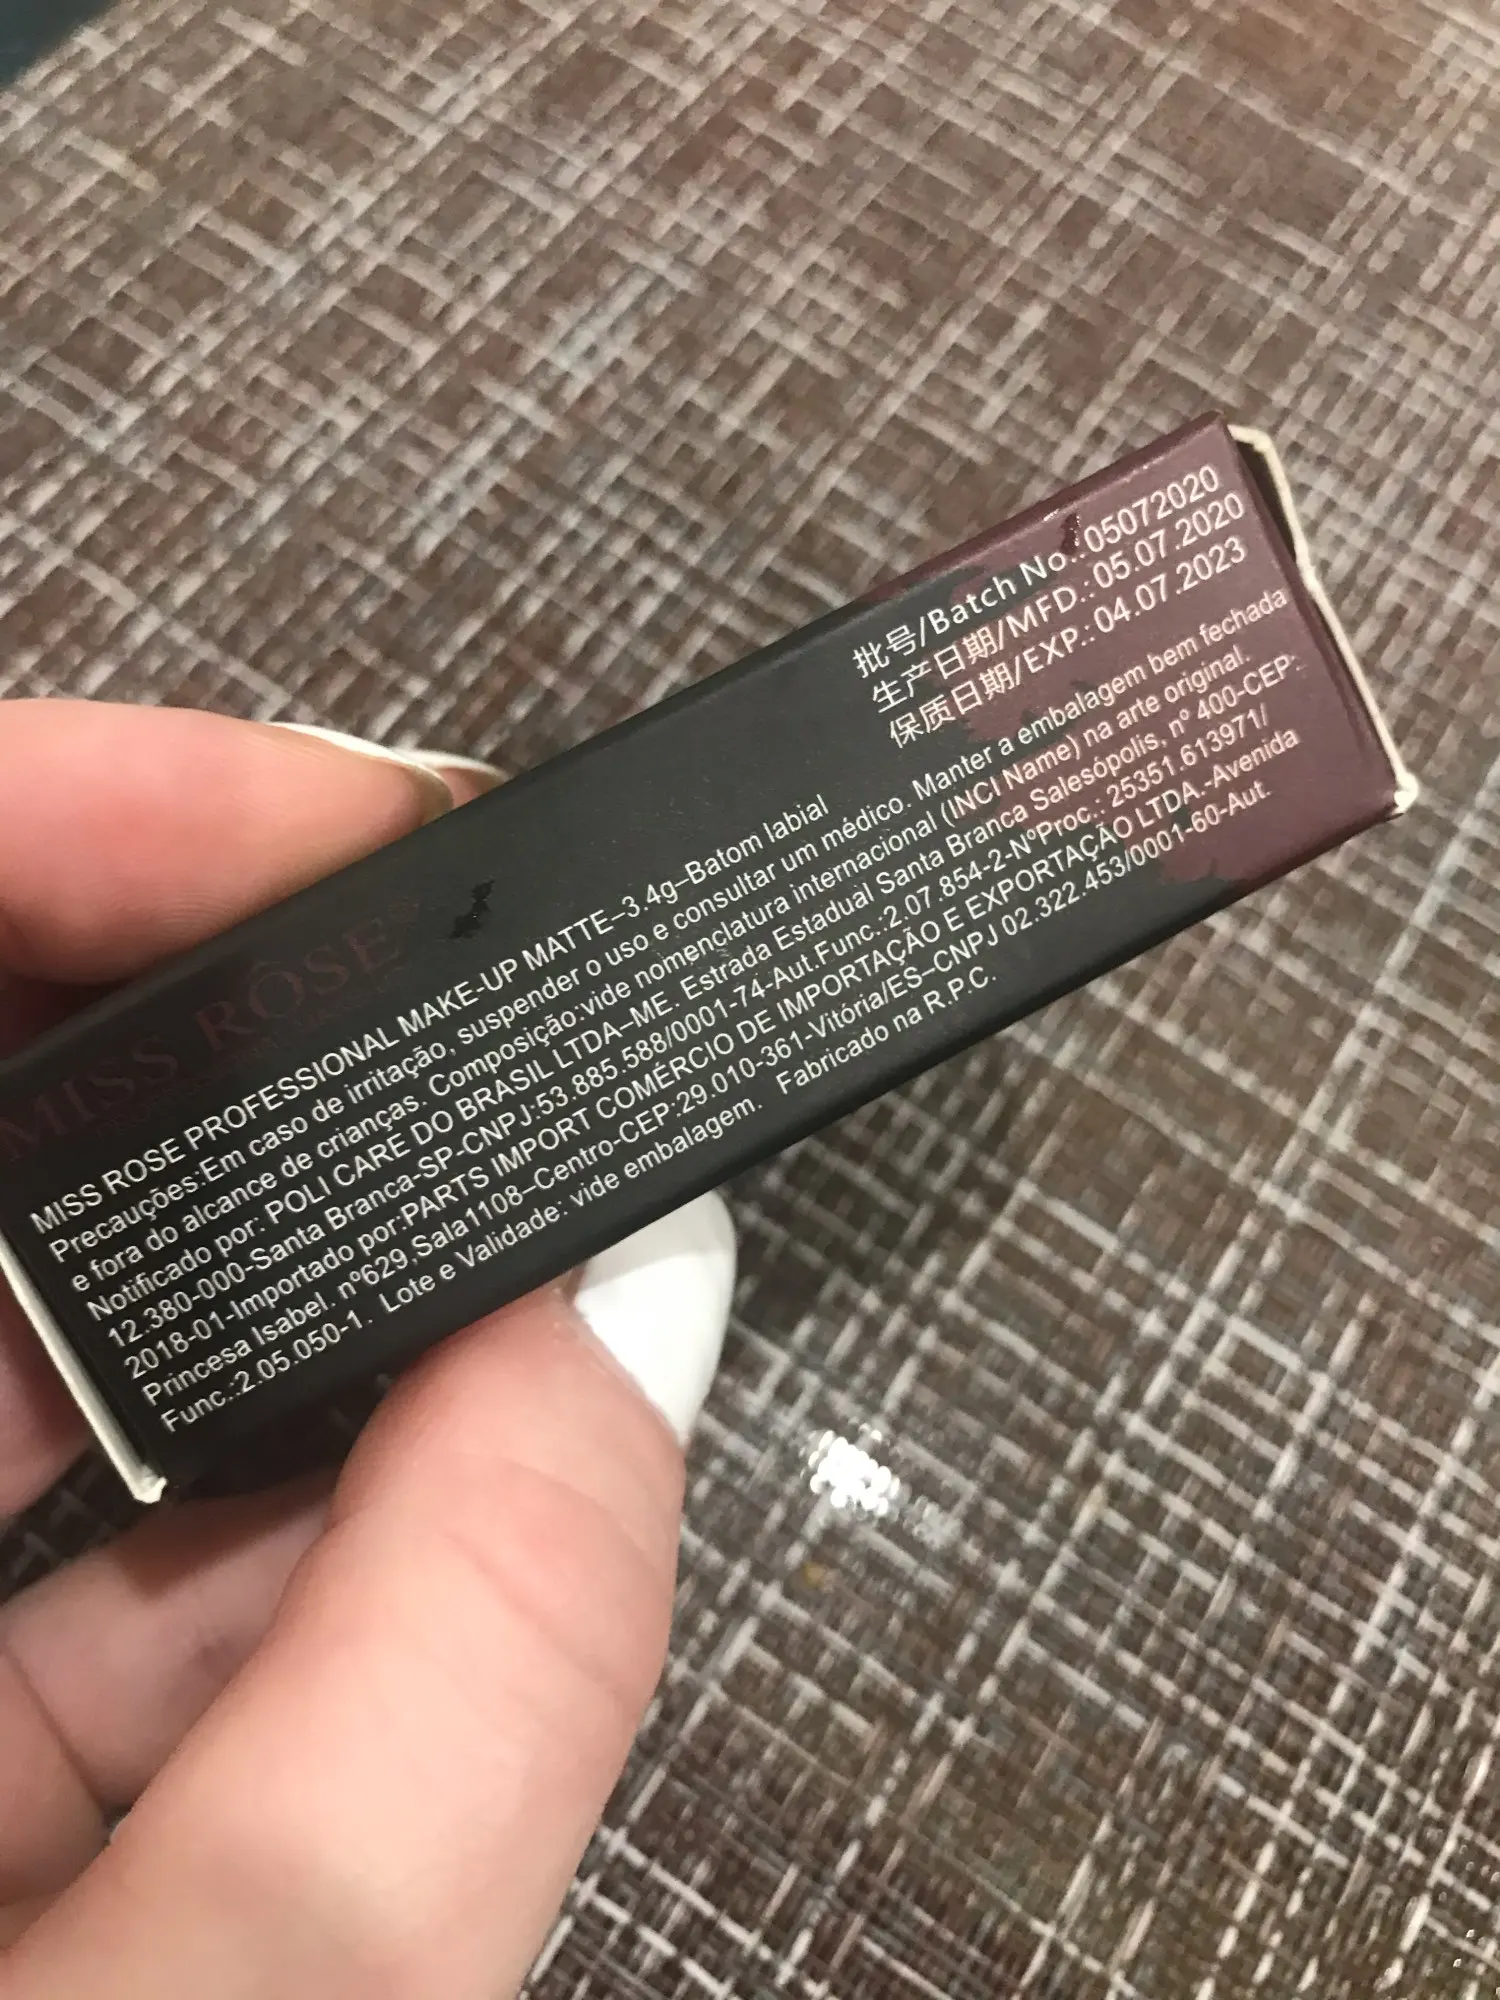 批号/Batch No.:05072020
生产日期/MFD.:05.07.2020
保质日期/EXP.:04.07.2023
MISS RÔSE
MISS ROSE PROFESSIONAL MAKE-UP MATTE–3.4g–Batom labial
Precauções:Em caso de irritação, suspender o uso e consultar um médico. Manter a embalagem bem fechada
e fora do alcance de crianças. Composição:vide nomenclatura internacional (INCI Name) na arte original.
Notificado por: POLI CARE DO BRASIL LTDA–ME. Estrada Estadual Santa Branca Salesópolis, nº 400-CEP:
12.380-000-Santa Branca-SP-CNPJ:53.885.588/0001-74-Aut.Func.:2.07.854-2-NºProc.: 25351.613971/
2018-01-Importado por:PARTS IMPORT COMÉRCIO DE IMPORTAÇÃO E EXPORTAÇÃO LTDA.-Avenida
Princesa Isabel. nº629,Sala1108–Centro-CEP:29.010-361-Vitória/ES–CNPJ 02.322.453/0001-60-Aut.
Func.:2.05.050-1. Lote e Validade: vide embalagem. Fabricado na R.P.C.